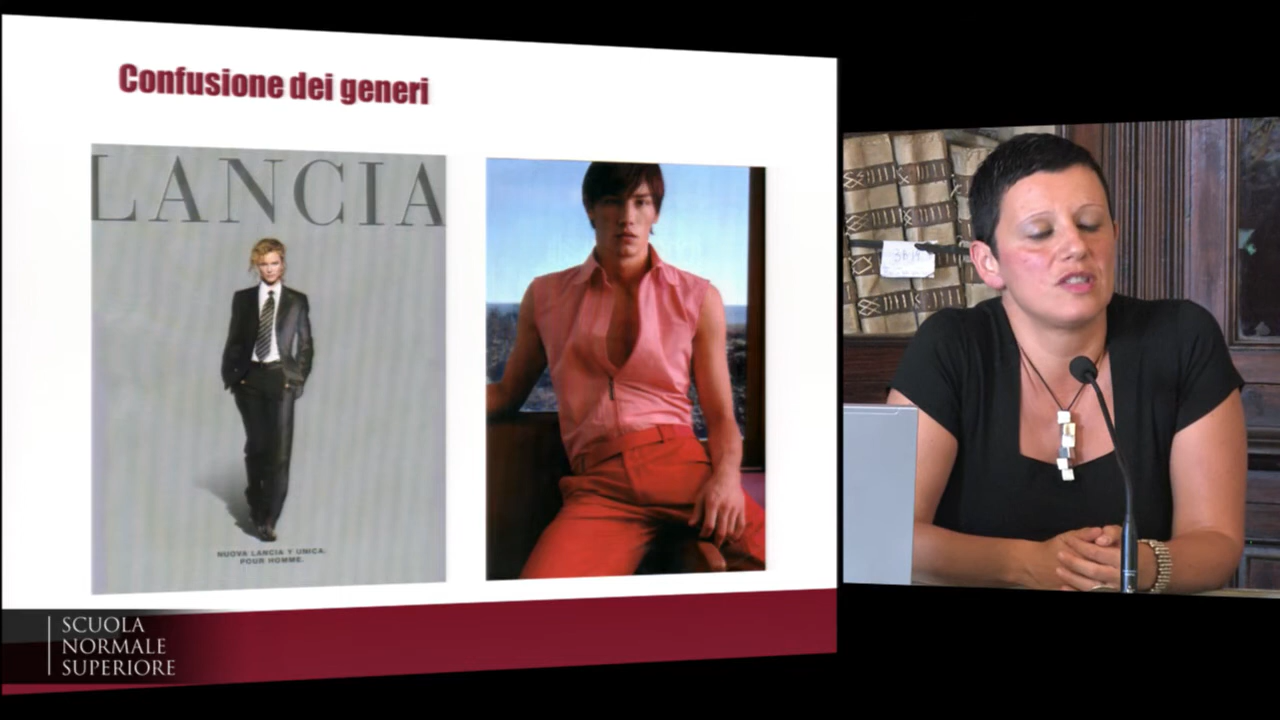 Confusione dei generi
LANCIA
NUOVA LANCIA Y UNICA.
POUR HOMME.
SCUOLA
NORMALE
SUPERIORE